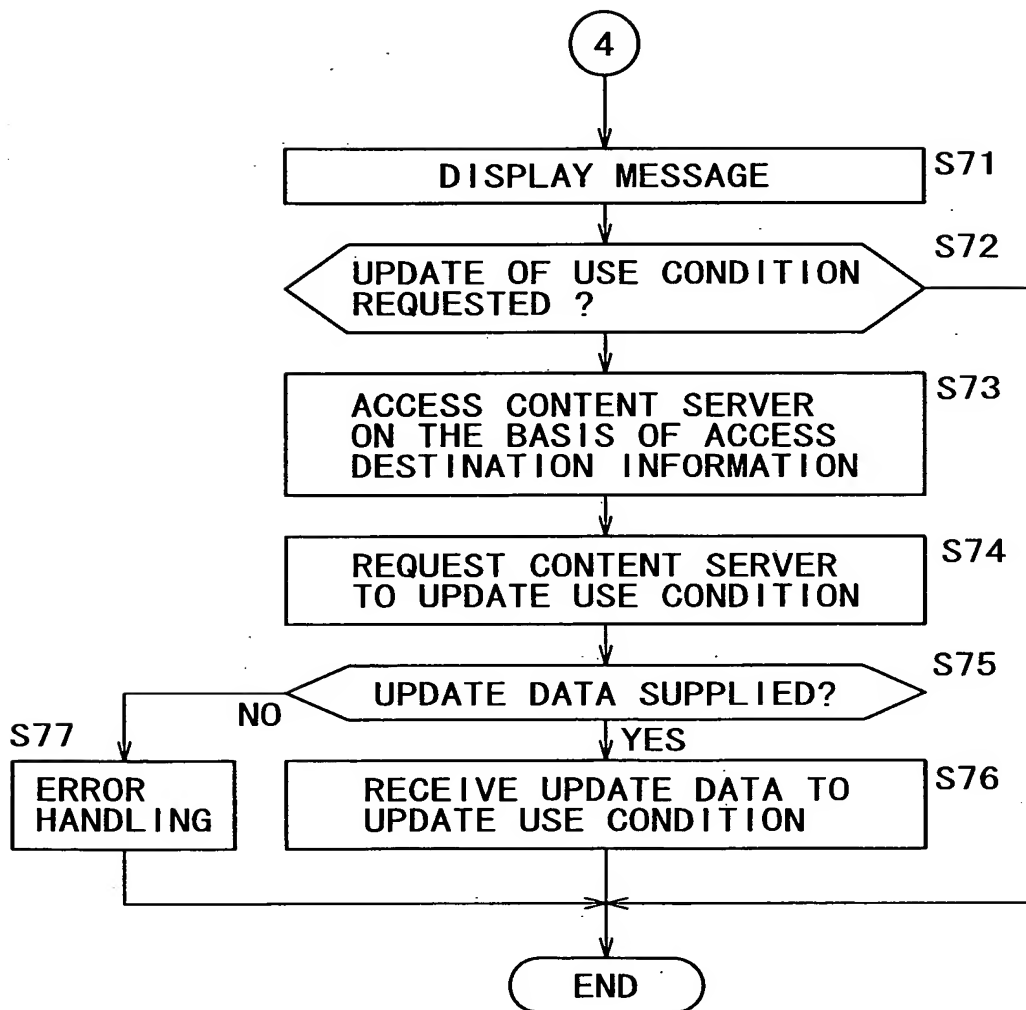 4
DISPLAY MESSAGE
S71
UPDATE OF USE CONDITION
REQUESTED ?
S72
ACCESS CONTENT SERVER
ON THE BASIS OF ACCESS
DESTINATION INFORMATION
S73
REQUEST CONTENT SERVER
TO UPDATE USE CONDITION
S74
UPDATE DATA SUPPLIED?
S75
NO
YES
S77
ERROR
HANDLING
RECEIVE UPDATE DATA TO
UPDATE USE CONDITION
S76
END